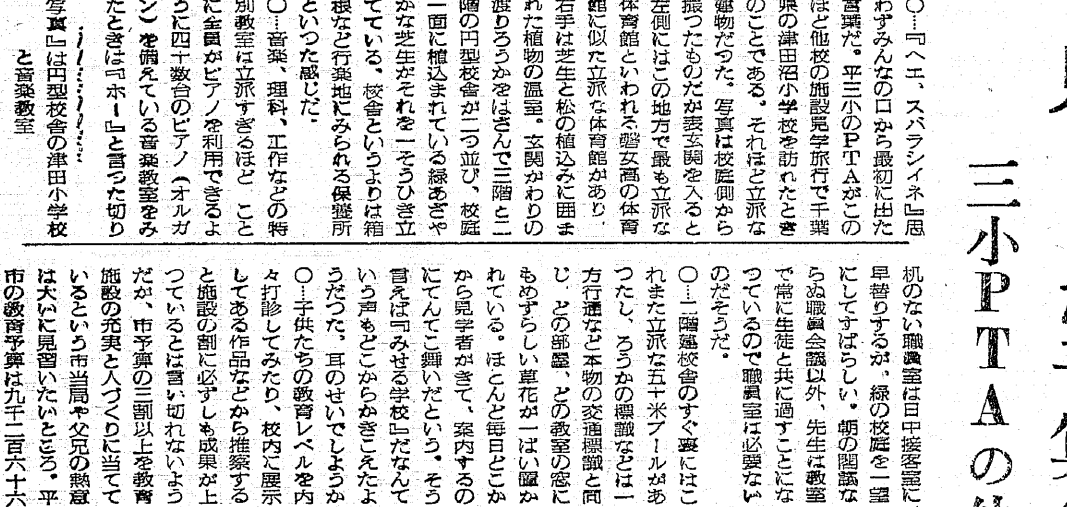 三小PTAの
○…『ヘエ、スバラシイネ』思
わずみんなの口から最初に出た
言葉だ。平三小のPTAがこの
ほど他校の施設見学旅行で千葉
県の津田沼小学校を訪れたとき
のことである。それほど立派な
建物だった。写真は校庭側から
撮つたものだが表玄関を入ると
左側にはこの地方で最も立派な
体育館といわれる磐女高の体育
館に似た立派な体育館があり、
右手は芝生と松の植込みに囲ま
れた植物の温室。玄関がわりの
渡りろうかをはさんで三階と二
階の円型校舎が二つ並び、校庭
一面に植込まれている緑あざや
かな芝生がそれを一そうひき立
てている。校舎というよりは箱
根など行楽地にみられる保養所
といつた感じだ。
○…音楽、理科、工作などの特
別教室は立派すぎるほど こと
に全員がピアノを利用できるよ
うに四十数台のピアノ(オルガ
ン)を備えている音楽教室をみ
たときは『ホー』と言つた切り
写真』は円型校舎の津田小学校
と音楽教室
机のない職員室は日中接客室に
早替りするが、緑の校庭を一望
にしてすばらしい。朝の閣議な
らぬ職員会議以外、先生は教室
で常に生徒と共に過すことにな
つているので職員室は必要ない
のだそうだ。
○…二階建校舎のすぐ裏にはこ
れまた立派な五十米プールがあ
つたし、ろうかの標識などは一
方行通など本物の交通標識と同
じ、どの部屋、どの教室の窓に
もめずらしい草花が一ぱい置か
れている。ほとんど毎日どこか
から見学者がきて、案内するの
にてんてこ舞いだという。そう
言えば『みせる学校』だなんて
いう声もどこからかきこえたよ
うだつた。耳のせいでしようか
○…子供たちの教育レベルを内
々打診してみたり、校内に展示
してある作品などから推察する
と施設の割に必ずしも成果が上
つているとは言い切れないよう
だが、市予算の三割以上を教育
施設の充実と人づくりに当てて
いるという市当局や父兄の熱意
は大いに見習いたいところ。平
市の教育予算は九千二百六十六